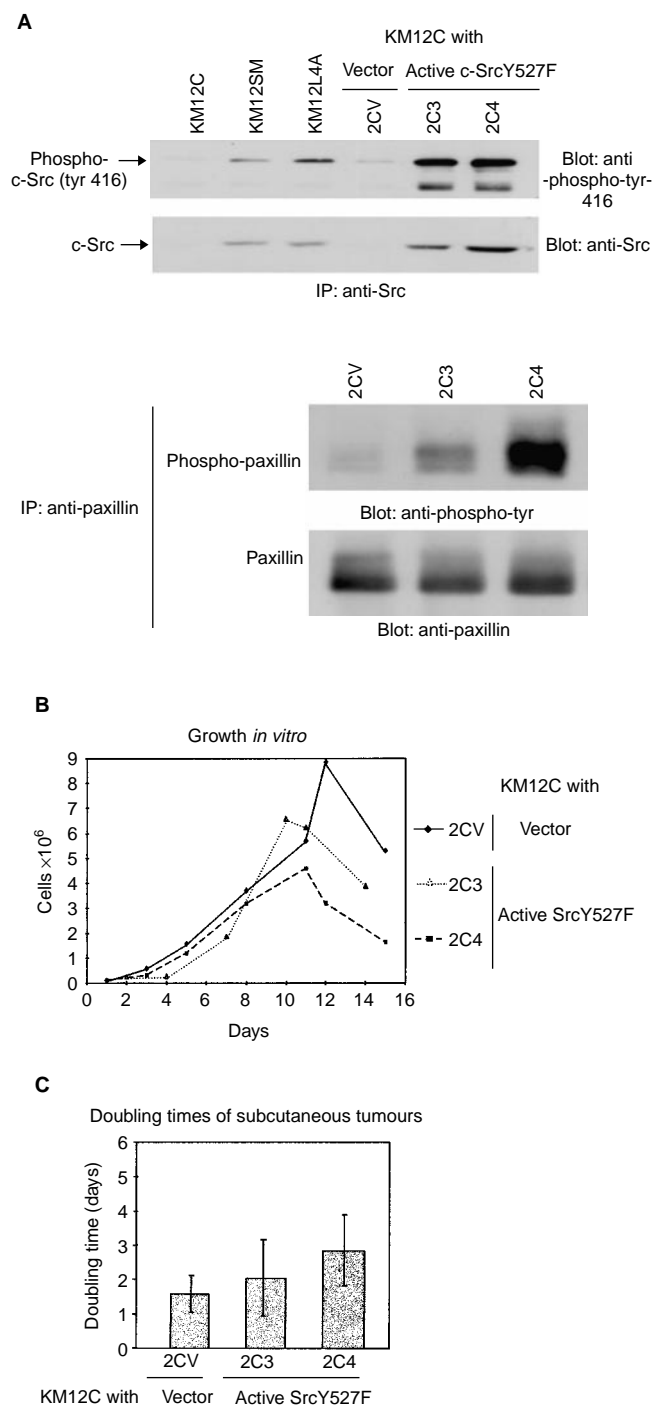 A
KM12C with
Vector
Active c-SrcY527F
KM12C
KM12SM
KM12L4A
2CV
2C3
2C4
Phospho-
c-Src (tyr 416)
Blot: anti
-phospho-tyr-
416
c-Src
Blot: anti-Src
IP: anti-Src
2CV
2C3
2C4
Phospho-paxillin
IP: anti-paxillin
Blot: anti-phospho-tyr
Paxillin
Blot: anti-paxillin
B
Growth in vitro
9
8
7
6
5
4
3
2
1
0
Cells ×10⁶
0 2 4 6 8 10 12 14 16
Days
KM12C with
2CV
Vector
2C3
Active SrcY527F
2C4
C
Doubling times of subcutaneous tumours
6
5
4
3
2
1
0
Doubling time (days)
2CV 2C3 2C4
KM12C with Vector Active SrcY527F